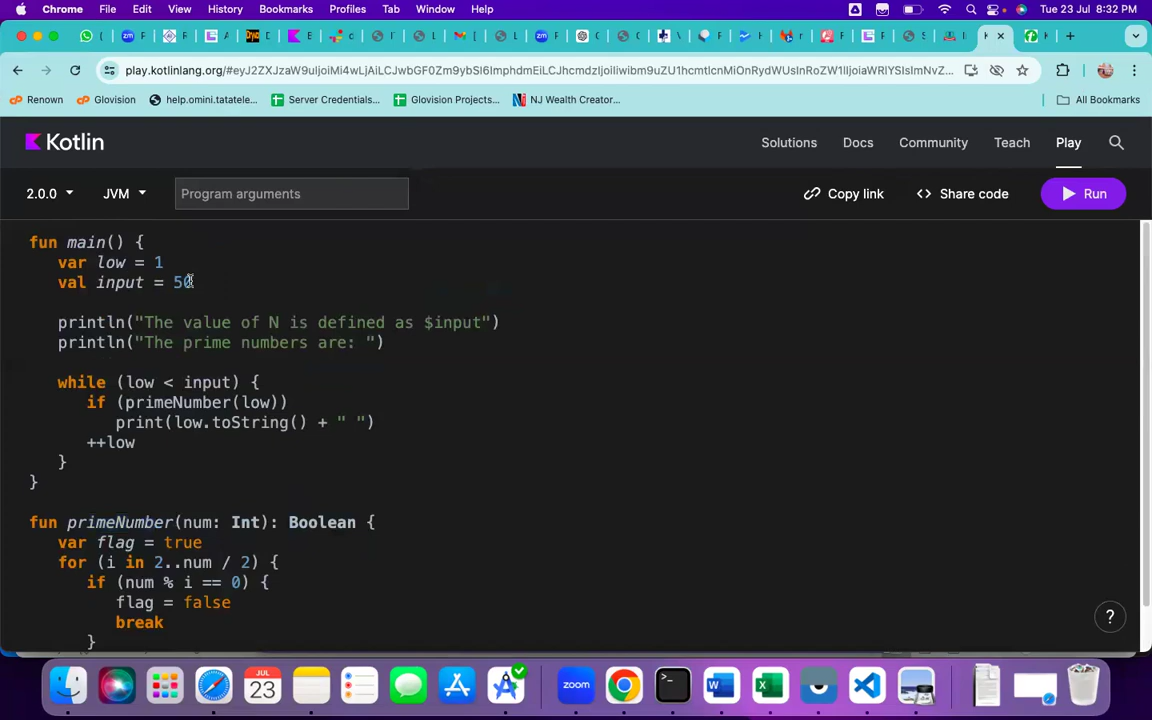 Chrome File Edit View History Bookmarks Profiles Tab Window Help Tue 23 Jul 8:32 PM
play.kotlinlang.org/#eyJ2ZXJzaW9uIjoiMi4wLjAiLCJwbGF0Zm9ybSI6ImphdmEiLCJhcmdzIjoiIiwibm9uZU1hcmtlcnMiOnRydWUsInRoZW1lIjoiaWRlYSIsImNvZ...
Renown Glovision help.omini.tatatele... Server Credentials... Glovision Projects... NJ Wealth Creator... All Bookmarks
Kotlin Solutions Docs Community Teach Play
2.0.0 JVM Program arguments Copy link Share code Run
fun main() {
var low = 1
val input = 50
println("The value of N is defined as $input")
println("The prime numbers are: ")
while (low < input) {
if (primeNumber(low))
print(low.toString() + " ")
++low
}
}
fun primeNumber(num: Int): Boolean {
var flag = true
for (i in 2..num / 2) {
if (num % i == 0) {
flag = false
break
}
?
JUL
23
zoom